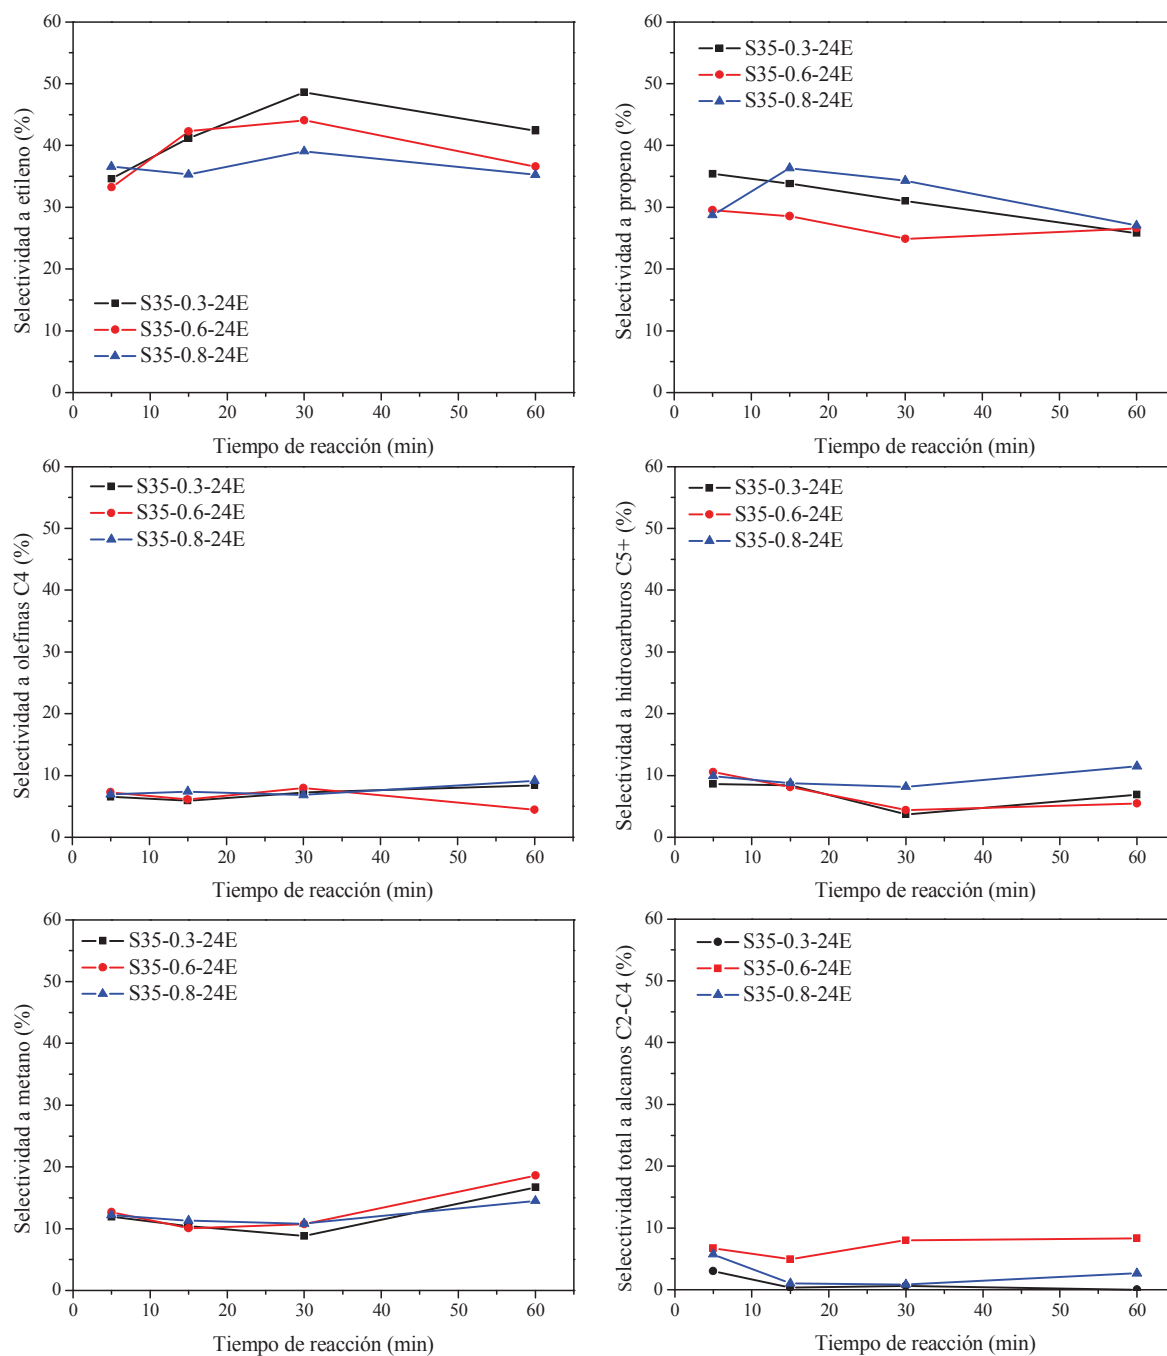 Selectividad a etileno (%)
60
50
40
30
20
10
0
S35-0.3-24E
S35-0.6-24E
S35-0.8-24E
0 10 20 30 40 50 60
Tiempo de reacción (min)
Selectividad a propeno (%)
60
50
40
30
20
10
0
S35-0.3-24E
S35-0.6-24E
S35-0.8-24E
0 10 20 30 40 50 60
Tiempo de reacción (min)
Selectividad a olefinas C4 (%)
60
50
40
30
20
10
0
S35-0.3-24E
S35-0.6-24E
S35-0.8-24E
0 10 20 30 40 50 60
Tiempo de reacción (min)
Selectividad a hidrocarburos C5+ (%)
60
50
40
30
20
10
0
S35-0.3-24E
S35-0.6-24E
S35-0.8-24E
0 10 20 30 40 50 60
Tiempo de reacción (min)
Selectividad a metano (%)
60
50
40
30
20
10
0
S35-0.3-24E
S35-0.6-24E
S35-0.8-24E
0 10 20 30 40 50 60
Tiempo de reacción (min)
Selecctividad total a alcanos C2-C4 (%)
60
50
40
30
20
10
0
S35-0.3-24E
S35-0.6-24E
S35-0.8-24E
0 10 20 30 40 50 60
Tiempo de reacción (min)